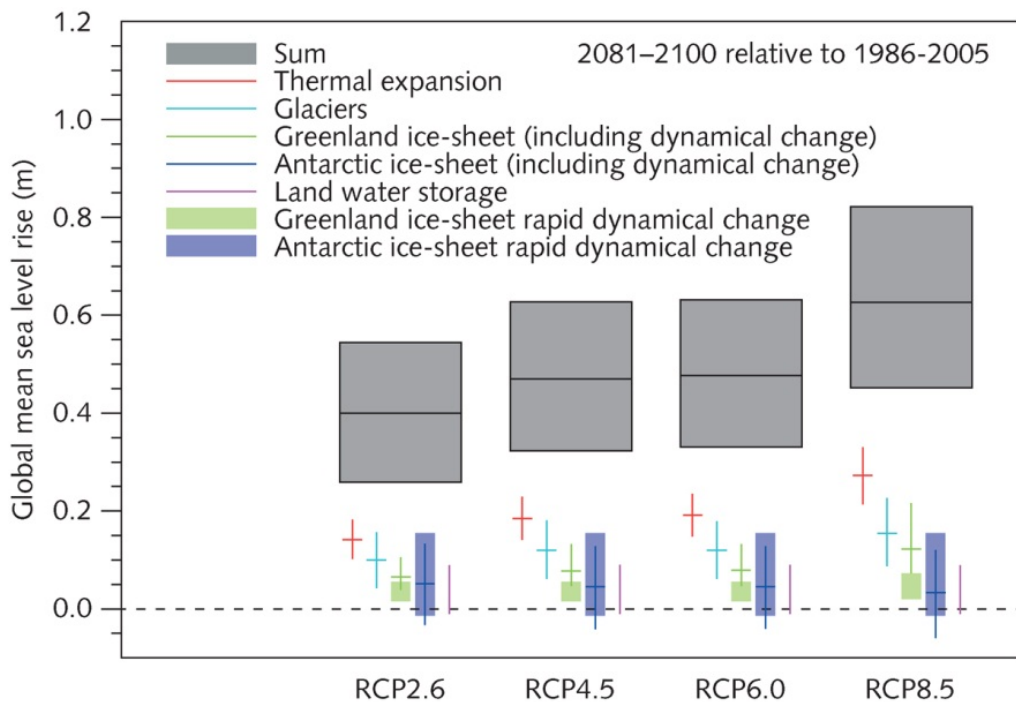 1.2
1.0
0.8
0.6
0.4
0.2
0.0
Global mean sea level rise (m)
2081–2100 relative to 1986-2005
Sum
Thermal expansion
Glaciers
Greenland ice-sheet (including dynamical change)
Antarctic ice-sheet (including dynamical change)
Land water storage
Greenland ice-sheet rapid dynamical change
Antarctic ice-sheet rapid dynamical change
RCP2.6
RCP4.5
RCP6.0
RCP8.5